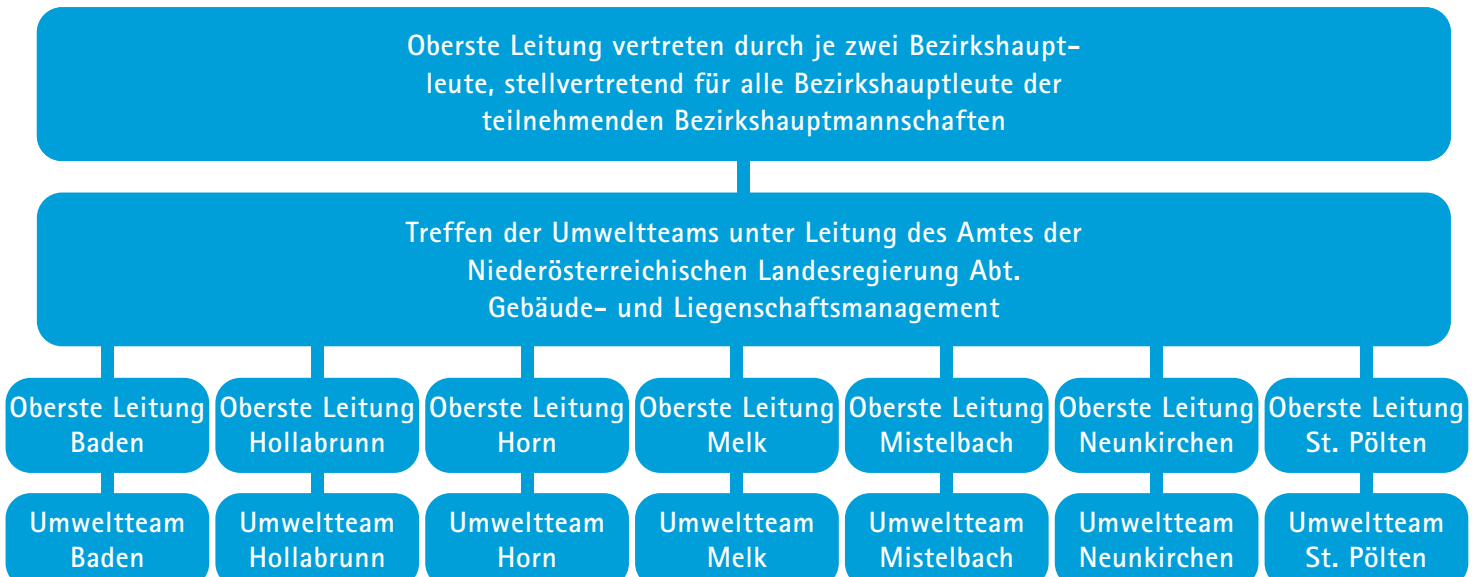 Oberste Leitung vertreten durch je zwei Bezirkshaupt-
leute, stellvertretend für alle Bezirkshauptleute der
teilnehmenden Bezirkshauptmannschaften
Treffen der Umweltteams unter Leitung des Amtes der
Niederösterreichischen Landesregierung Abt.
Gebäude- und Liegenschaftsmanagement
Oberste Leitung
Baden
Oberste Leitung
Hollabrunn
Oberste Leitung
Horn
Oberste Leitung
Melk
Oberste Leitung
Mistelbach
Oberste Leitung
Neunkirchen
Oberste Leitung
St. Pölten
Umweltteam
Baden
Umweltteam
Hollabrunn
Umweltteam
Horn
Umweltteam
Melk
Umweltteam
Mistelbach
Umweltteam
Neunkirchen
Umweltteam
St. Pölten